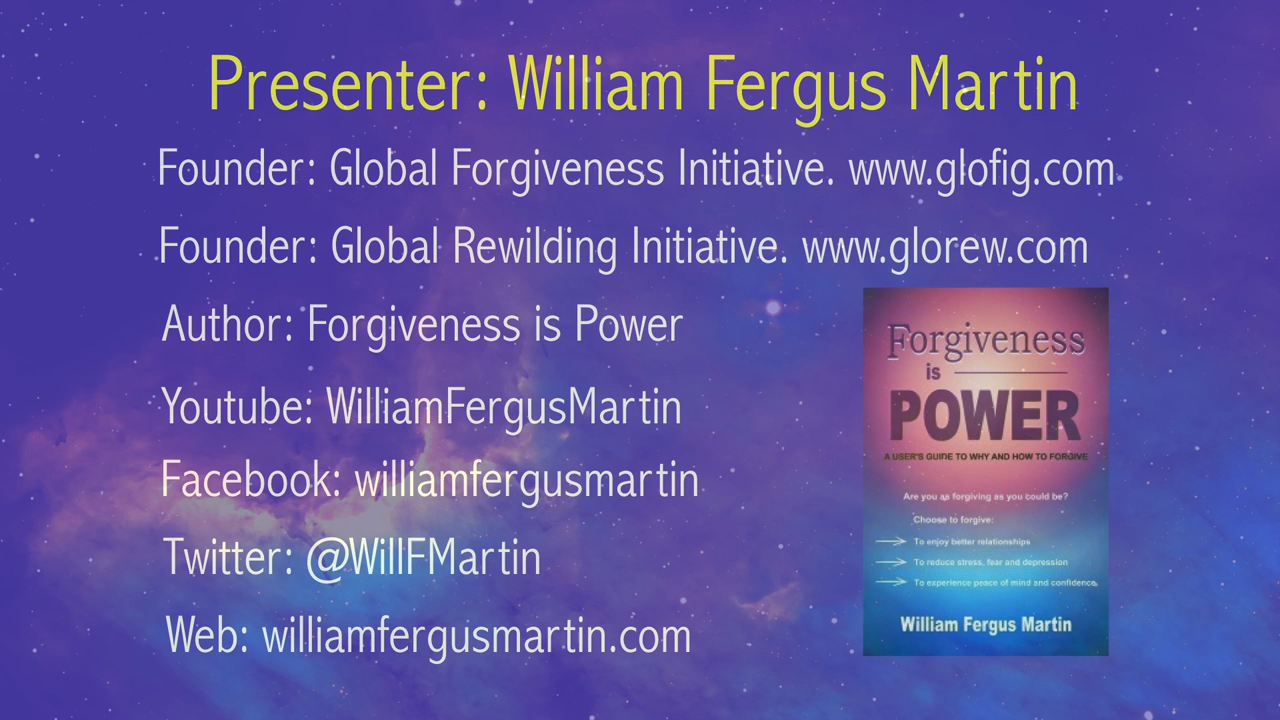 Presenter: William Fergus Martin
Founder: Global Forgiveness Initiative. www.glofig.com
Founder: Global Rewilding Initiative. www.glorew.com
Author: Forgiveness is Power
Youtube: WilliamFergusMartin
Facebook: williamfergusmartin
Twitter: @WillFMartin
Web: williamfergusmartin.com
Forgiveness
is
POWER
A USER'S GUIDE TO WHY AND HOW TO FORGIVE
Are you as forgiving as you could be?
Choose to forgive:
To enjoy better relationships
To reduce stress, fear and depression
To experience peace of mind and confidence
William Fergus Martin